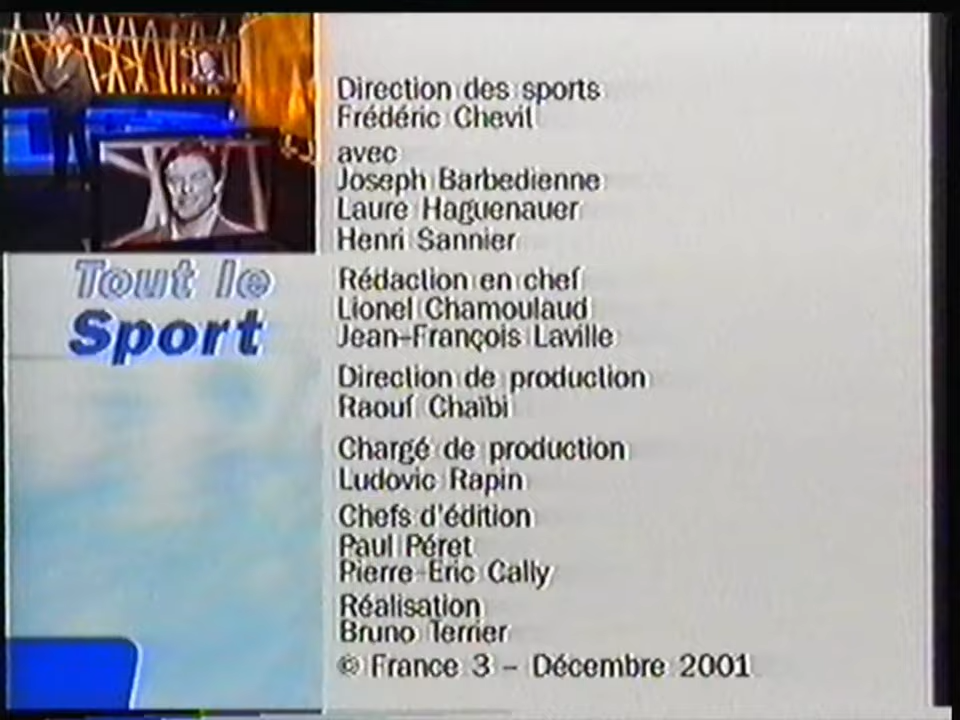 Tout le
Sport
Direction des sports
Frédéric Chevit
avec
Joseph Barbedienne
Laure Haguenauer
Henri Sannier
Rédaction en chef
Lionel Chamoulaud
Jean-François Laville
Direction de production
Raouf Chaïbi
Chargé de production
Ludovic Rapin
Chefs d'édition
Paul Péret
Pierre-Eric Cally
Réalisation
Bruno Terrier
© France 3 - Décembre 2001